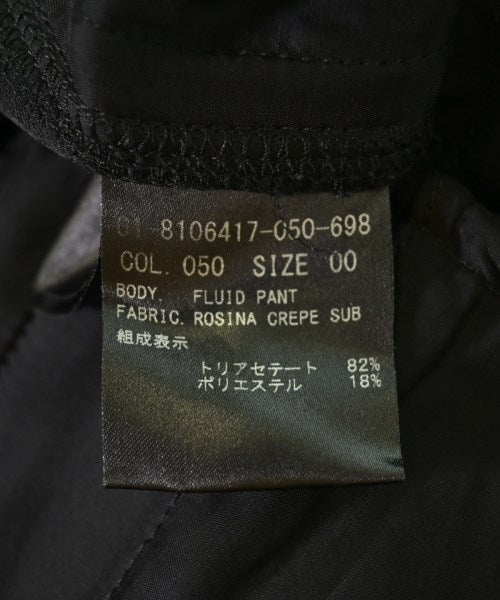 01-8106417-050-698
COL. 050 SIZE 00
BODY. FLUID PANT
FABRIC. ROSINA CREPE SUB
組成表示
トリアセテート 82%
ポリエステル 18%